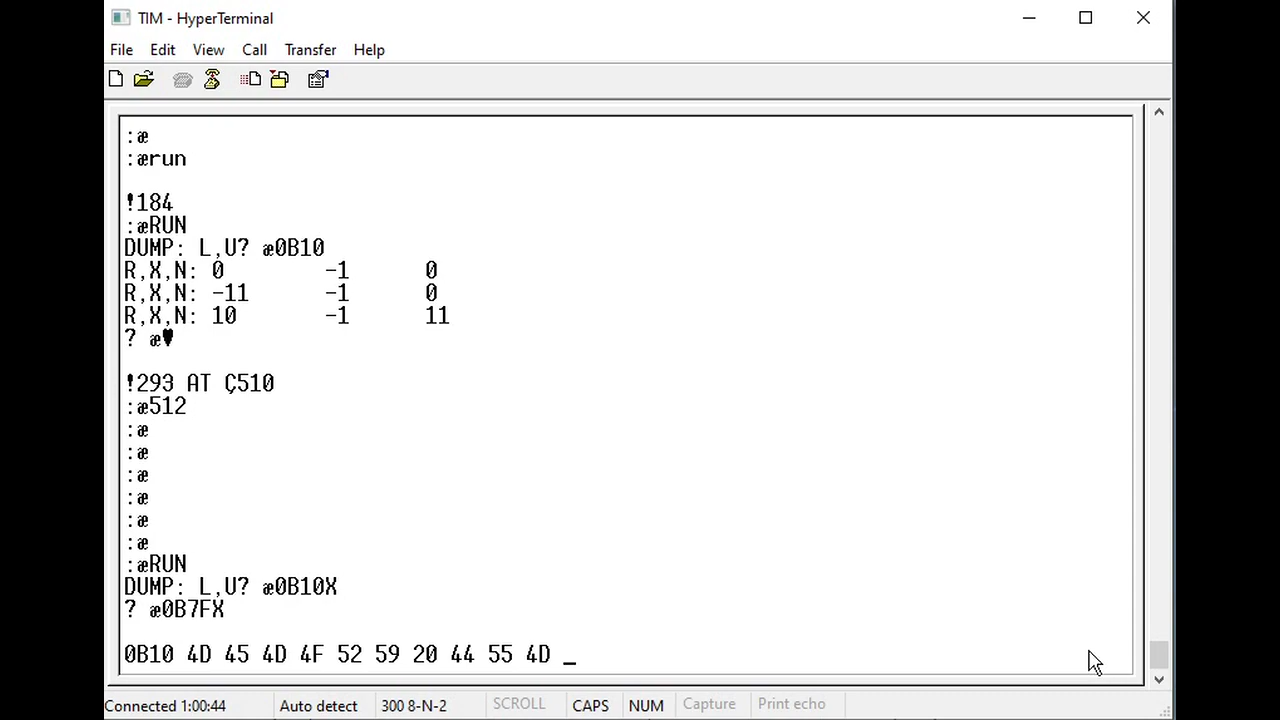 TIM - HyperTerminal
File Edit View Call Transfer Help
:æ
:ærun
!184
:æRUN
DUMP: L,U? æ0B10
R,X,N: 0 -1 0
R,X,N: -11 -1 0
R,X,N: 10 -1 11
? æ♥
!293 AT Ç510
:æ512
:æ
:æ
:æ
:æ
:æ
:æ
:æRUN
DUMP: L,U? æ0B10X
? æ0B7FX
0B10 4D 45 4D 4F 52 59 20 44 55 4D _
Connected 1:00:44 Auto detect 300 8-N-2 SCROLL CAPS NUM Capture Print echo